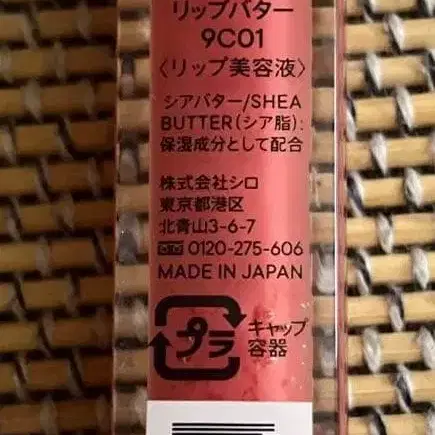 リップバター
9C01
〈リップ美容液〉
シアバター/SHEA
BUTTER(シア脂):
保湿成分として配合
株式会社シロ
東京都港区
北青山3-6-7
0120-275-606
MADE IN JAPAN
プラ
キャップ
容器